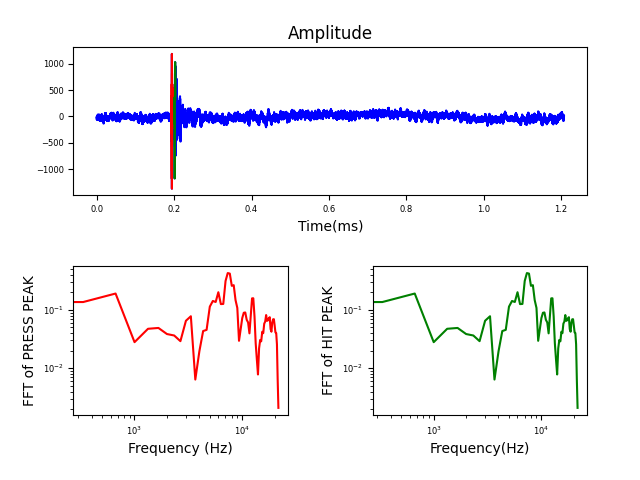 Amplitude
1000
500
0
−500
−1000
0.0 0.2 0.4 0.6 0.8 1.0 1.2
Time(ms)
FFT of PRESS PEAK
10⁻¹
10⁻²
10³ 10⁴
Frequency (Hz)
FFT of HIT PEAK
10⁻¹
10⁻²
10³ 10⁴
Frequency(Hz)